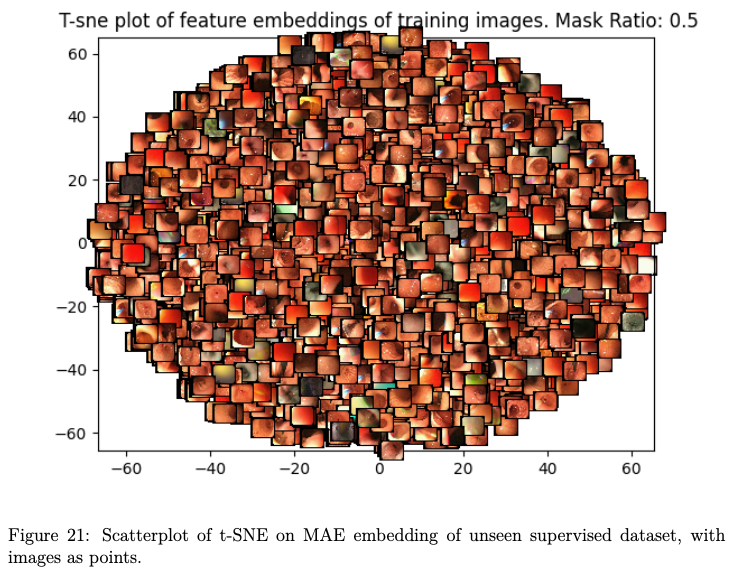 T-sne plot of feature embeddings of training images. Mask Ratio: 0.5
60
40
20
0
−20
−40
−60
−60 −40 −20 0 20 40 60
Figure 21: Scatterplot of t-SNE on MAE embedding of unseen supervised dataset, with
images as points.